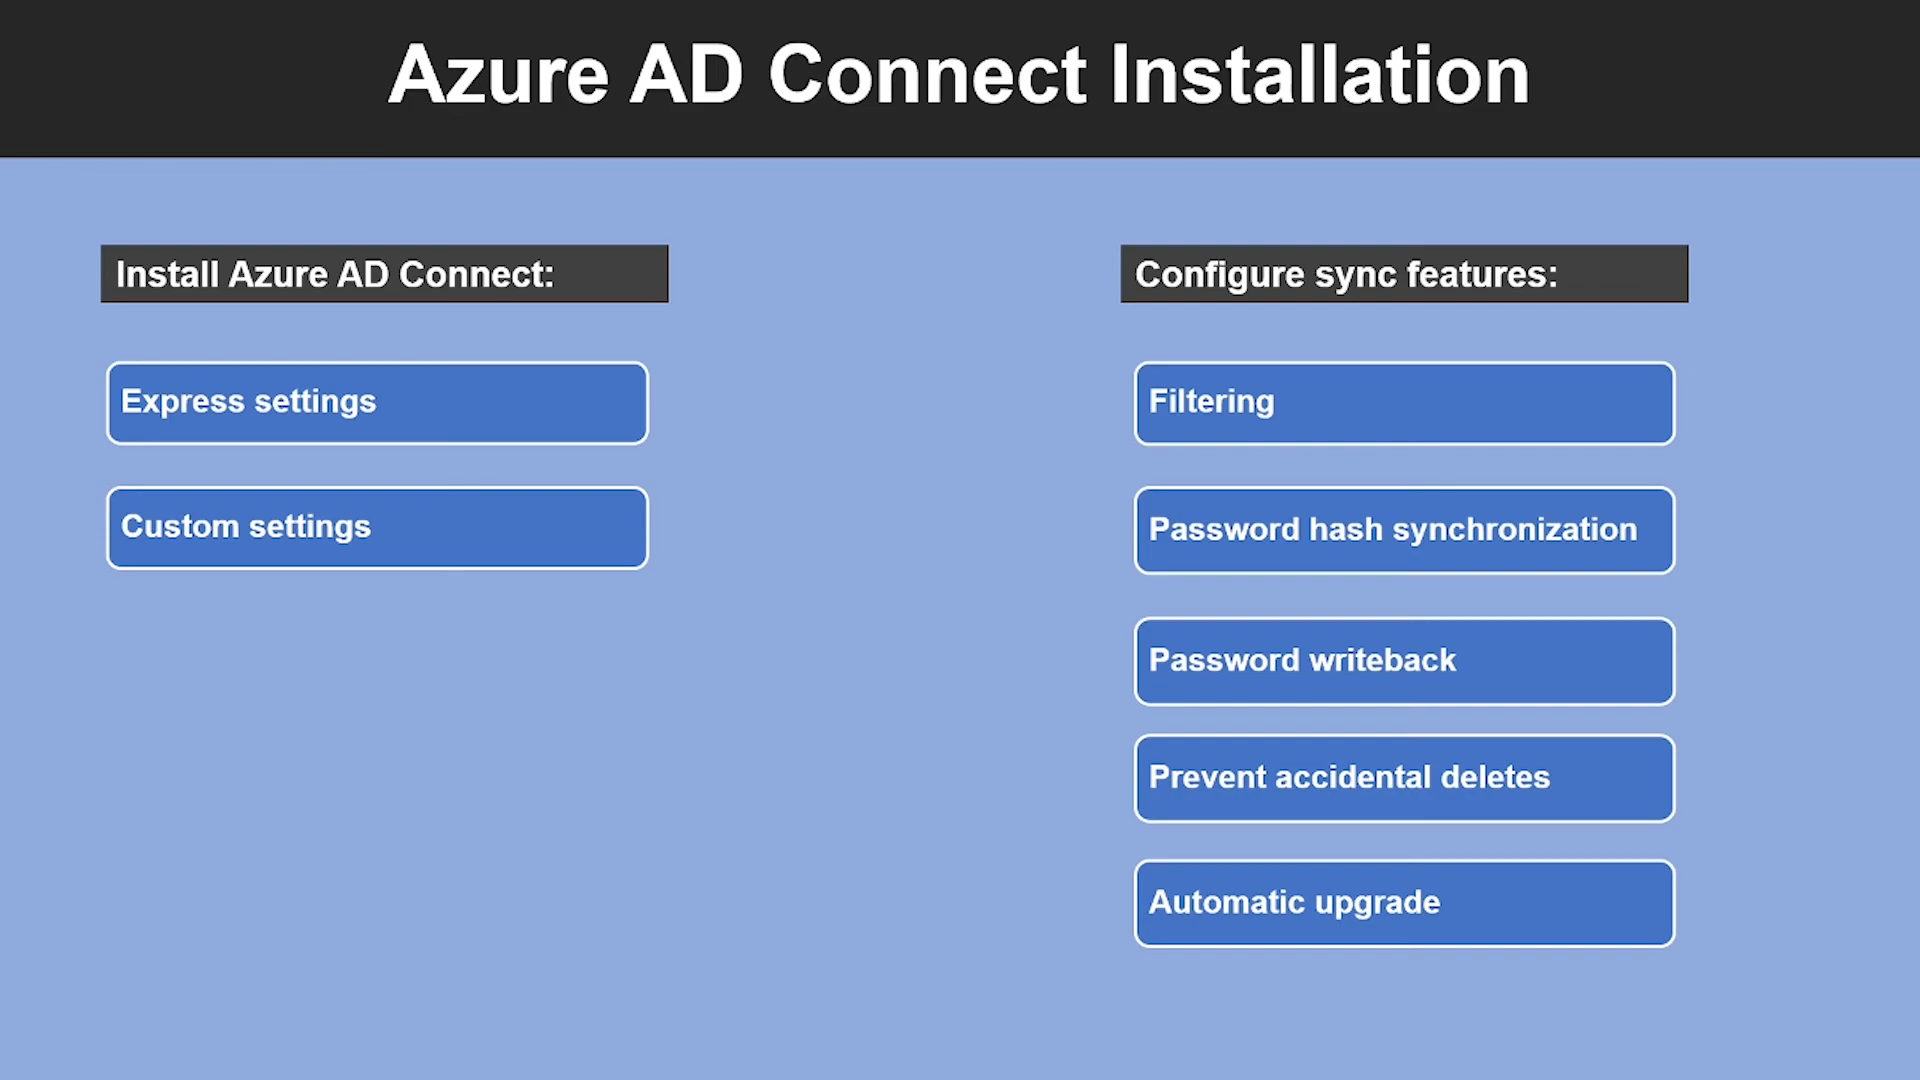 Azure AD Connect Installation
Install Azure AD Connect:
Express settings
Custom settings
Configure sync features:
Filtering
Password hash synchronization
Password writeback
Prevent accidental deletes
Automatic upgrade